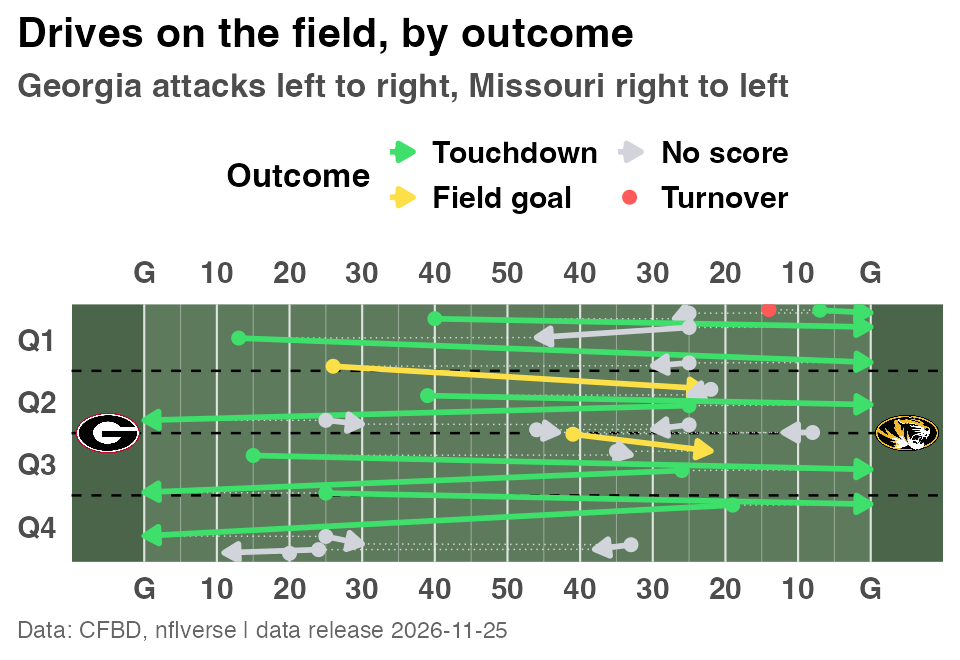 Drives on the field, by outcome
Georgia attacks left to right, Missouri right to left
Outcome
Touchdown
No score
Field goal
Turnover
G 10 20 30 40 50 40 30 20 10 G
Q1
Q2
G
Q3
Q4
G 10 20 30 40 50 40 30 20 10 G
Data: CFBD, nflverse | data release 2026-11-25